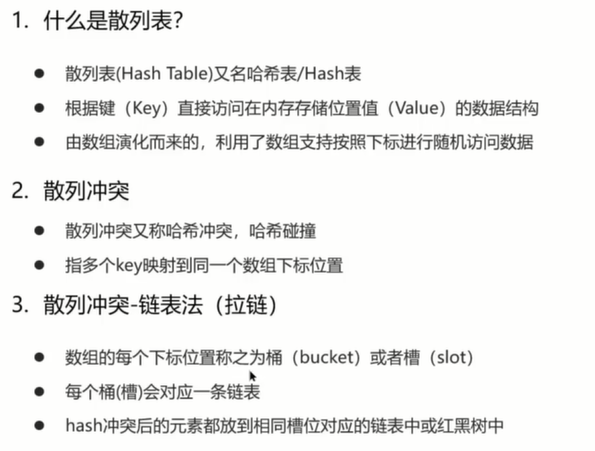 1. 什么是散列表?
● 散列表(Hash Table)又名哈希表/Hash表
● 根据键（Key）直接访问在内存存储位置值（Value）的数据结构
● 由数组演化而来的，利用了数组支持按照下标进行随机访问数据
2. 散列冲突
● 散列冲突又称哈希冲突，哈希碰撞
● 指多个key映射到同一个数组下标位置
3. 散列冲突-链表法（拉链）
● 数组的每个下标位置称之为桶（bucket）或者槽（slot）
● 每个桶(槽)会对应一条链表
● hash冲突后的元素都放到相同槽位对应的链表中或红黑树中